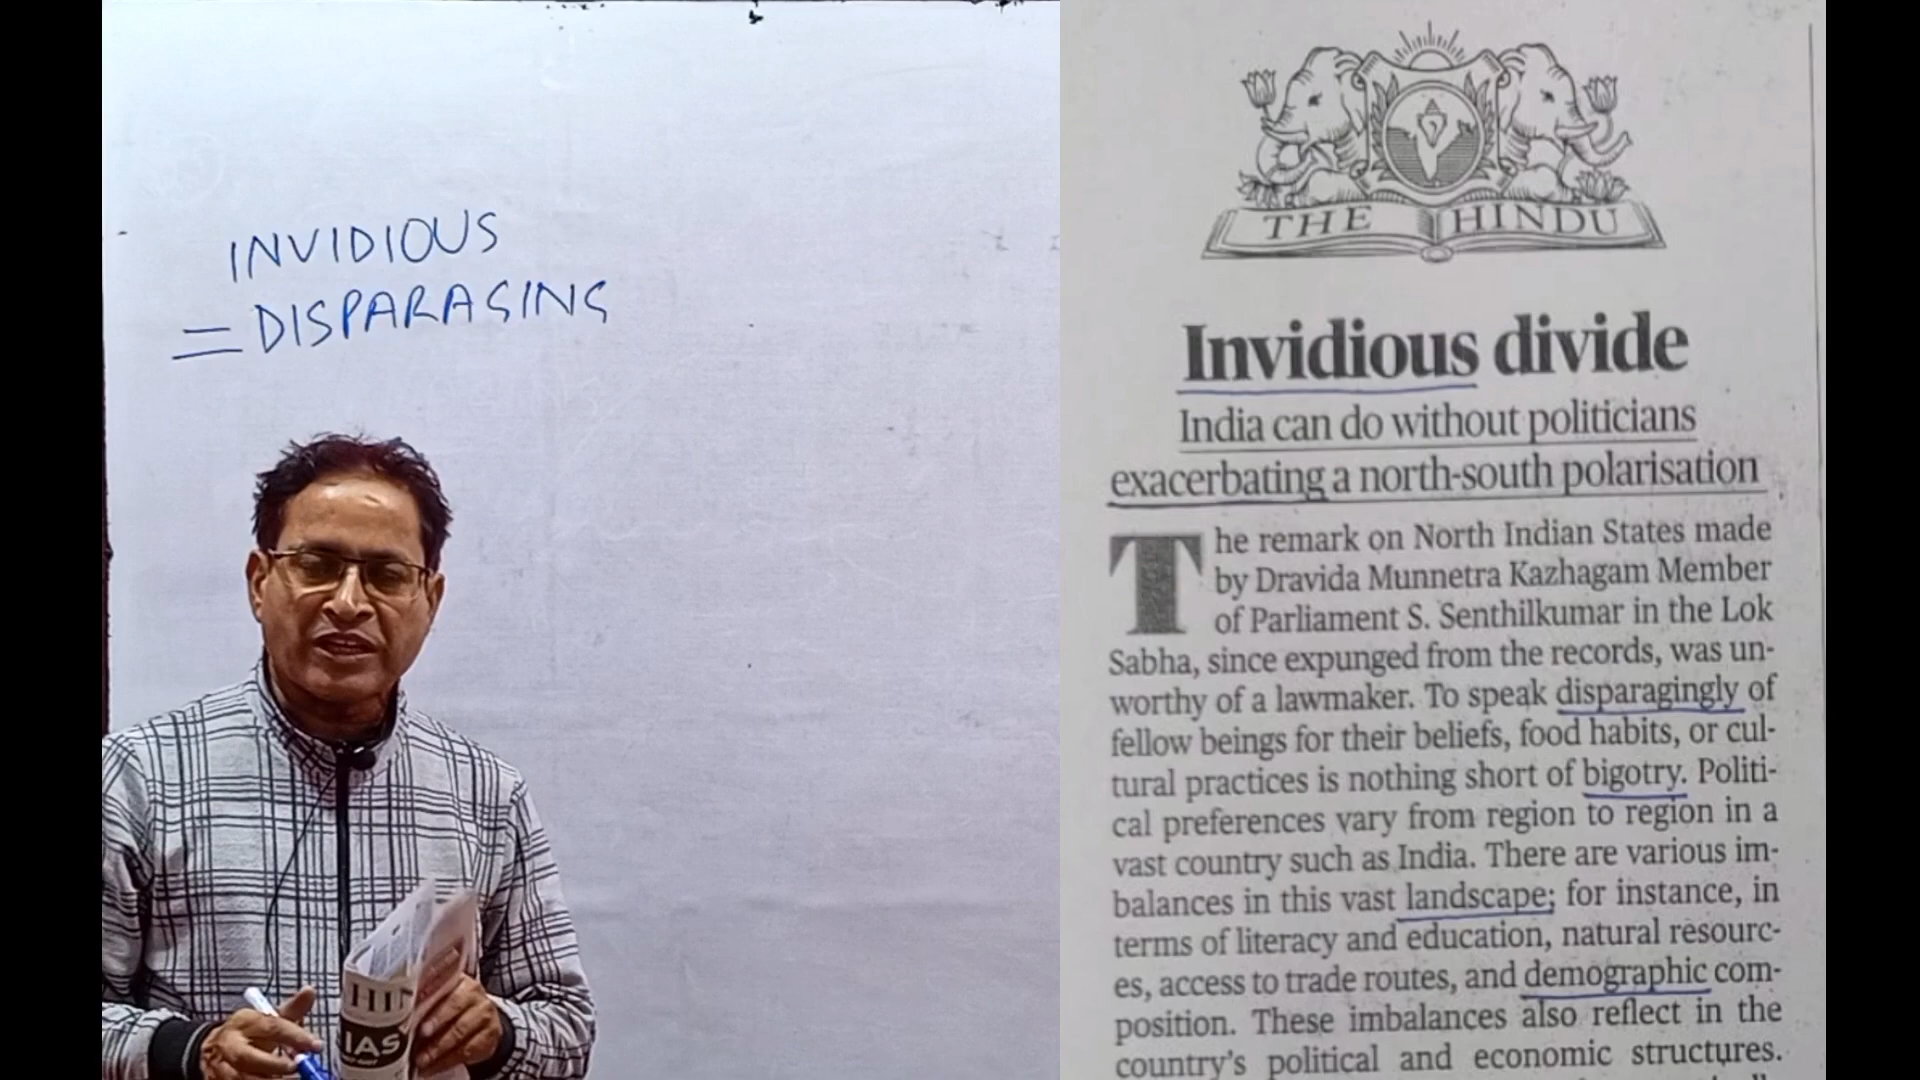 INVIDIOUS
= DISPARAGING
HIN
IAS
THE HINDU
Invidious divide
India can do without politicians
exacerbating a north-south polarisation
The remark on North Indian States made
by Dravida Munnetra Kazhagam Member
of Parliament S. Senthilkumar in the Lok
Sabha, since expunged from the records, was un-
worthy of a lawmaker. To speak disparagingly of
fellow beings for their beliefs, food habits, or cul-
tural practices is nothing short of bigotry. Politi-
cal preferences vary from region to region in a
vast country such as India. There are various im-
balances in this vast landscape; for instance, in
terms of literacy and education, natural resourc-
es, access to trade routes, and demographic com-
position. These imbalances also reflect in the
country's political and economic structures.